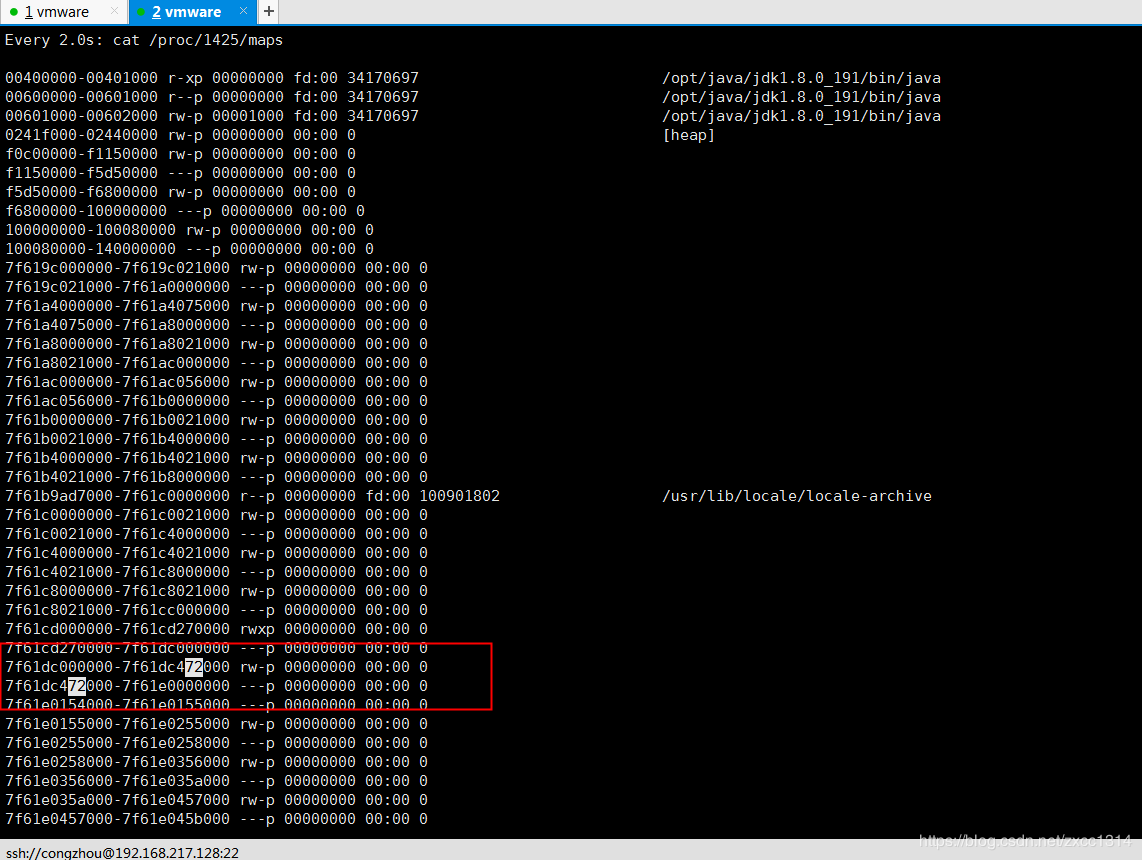 1 vmware × 2 vmware × +
Every 2.0s: cat /proc/1425/maps
00400000-00401000 r-xp 00000000 fd:00 34170697 /opt/java/jdk1.8.0_191/bin/java
00600000-00601000 r--p 00000000 fd:00 34170697 /opt/java/jdk1.8.0_191/bin/java
00601000-00602000 rw-p 00001000 fd:00 34170697 /opt/java/jdk1.8.0_191/bin/java
0241f000-02440000 rw-p 00000000 00:00 0 [heap]
f0c00000-f1150000 rw-p 00000000 00:00 0
f1150000-f5d50000 ---p 00000000 00:00 0
f5d50000-f6800000 rw-p 00000000 00:00 0
f6800000-100000000 ---p 00000000 00:00 0
100000000-100080000 rw-p 00000000 00:00 0
100080000-140000000 ---p 00000000 00:00 0
7f619c000000-7f619c021000 rw-p 00000000 00:00 0
7f619c021000-7f61a0000000 ---p 00000000 00:00 0
7f61a4000000-7f61a4075000 rw-p 00000000 00:00 0
7f61a4075000-7f61a8000000 ---p 00000000 00:00 0
7f61a8000000-7f61a8021000 rw-p 00000000 00:00 0
7f61a8021000-7f61ac000000 ---p 00000000 00:00 0
7f61ac000000-7f61ac056000 rw-p 00000000 00:00 0
7f61ac056000-7f61b0000000 ---p 00000000 00:00 0
7f61b0000000-7f61b0021000 rw-p 00000000 00:00 0
7f61b0021000-7f61b4000000 ---p 00000000 00:00 0
7f61b4000000-7f61b4021000 rw-p 00000000 00:00 0
7f61b4021000-7f61b8000000 ---p 00000000 00:00 0
7f61b9ad7000-7f61c0000000 r--p 00000000 fd:00 100901802 /usr/lib/locale/locale-archive
7f61c0000000-7f61c0021000 rw-p 00000000 00:00 0
7f61c0021000-7f61c4000000 ---p 00000000 00:00 0
7f61c4000000-7f61c4021000 rw-p 00000000 00:00 0
7f61c4021000-7f61c8000000 ---p 00000000 00:00 0
7f61c8000000-7f61c8021000 rw-p 00000000 00:00 0
7f61c8021000-7f61cc000000 ---p 00000000 00:00 0
7f61cd000000-7f61cd270000 rwxp 00000000 00:00 0
7f61cd270000-7f61dc000000 ---p 00000000 00:00 0
7f61dc000000-7f61dc472000 rw-p 00000000 00:00 0
7f61dc472000-7f61e0000000 ---p 00000000 00:00 0
7f61e0154000-7f61e0155000 ---p 00000000 00:00 0
7f61e0155000-7f61e0255000 rw-p 00000000 00:00 0
7f61e0255000-7f61e0258000 ---p 00000000 00:00 0
7f61e0258000-7f61e0356000 rw-p 00000000 00:00 0
7f61e0356000-7f61e035a000 ---p 00000000 00:00 0
7f61e035a000-7f61e0457000 rw-p 00000000 00:00 0
7f61e0457000-7f61e045b000 ---p 00000000 00:00 0
https://blog.csdn.net/zxcc1314
ssh://congzhou@192.168.217.128:22